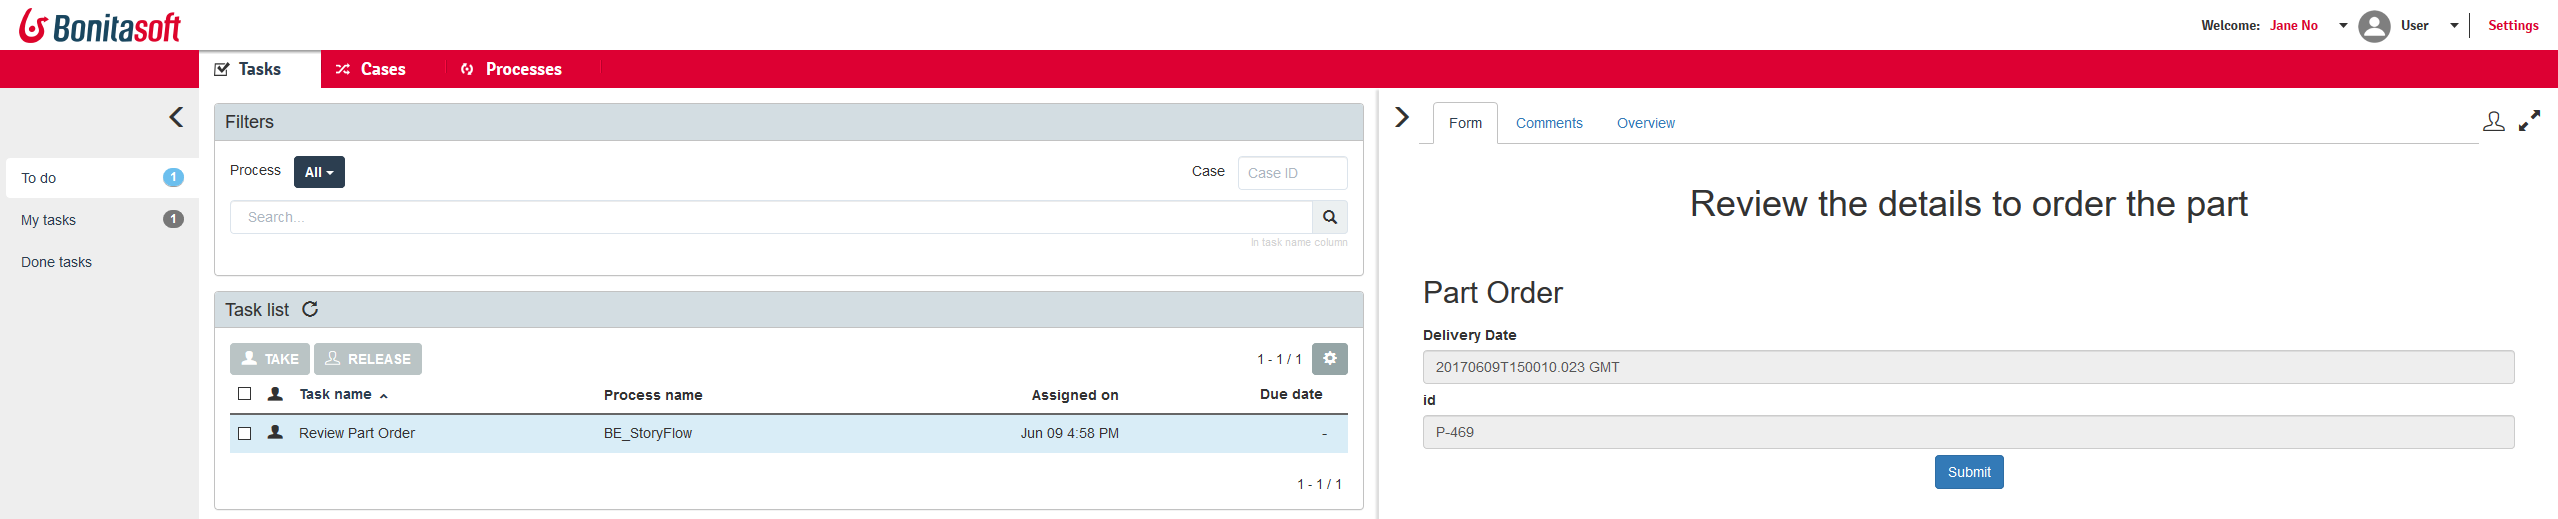 Bonitasoft
Welcome: Jane No User Settings
Tasks Cases Processes
To do 1
My tasks 1
Done tasks
Filters
Process All Case Case ID
Search...
In task name column
Task list
TAKE RELEASE 1 - 1 / 1
Task name Process name Assigned on Due date
Review Part Order BE_StoryFlow Jun 09 4:58 PM -
1 - 1 / 1
Form Comments Overview
Review the details to order the part
Part Order
Delivery Date
20170609T150010.023 GMT
id
P-469
Submit